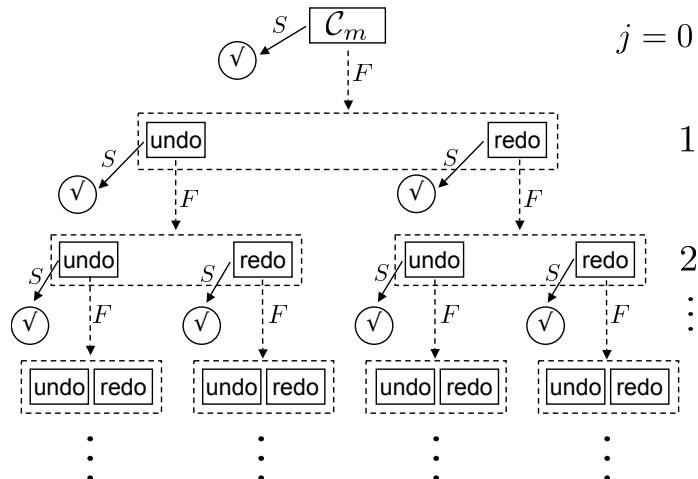 S C_m j = 0
√
F
undo redo 1
S S
√ √
F F
undo redo undo redo 2
S S S S
√ √ √ √
F F F F
undo redo undo redo undo redo undo redo